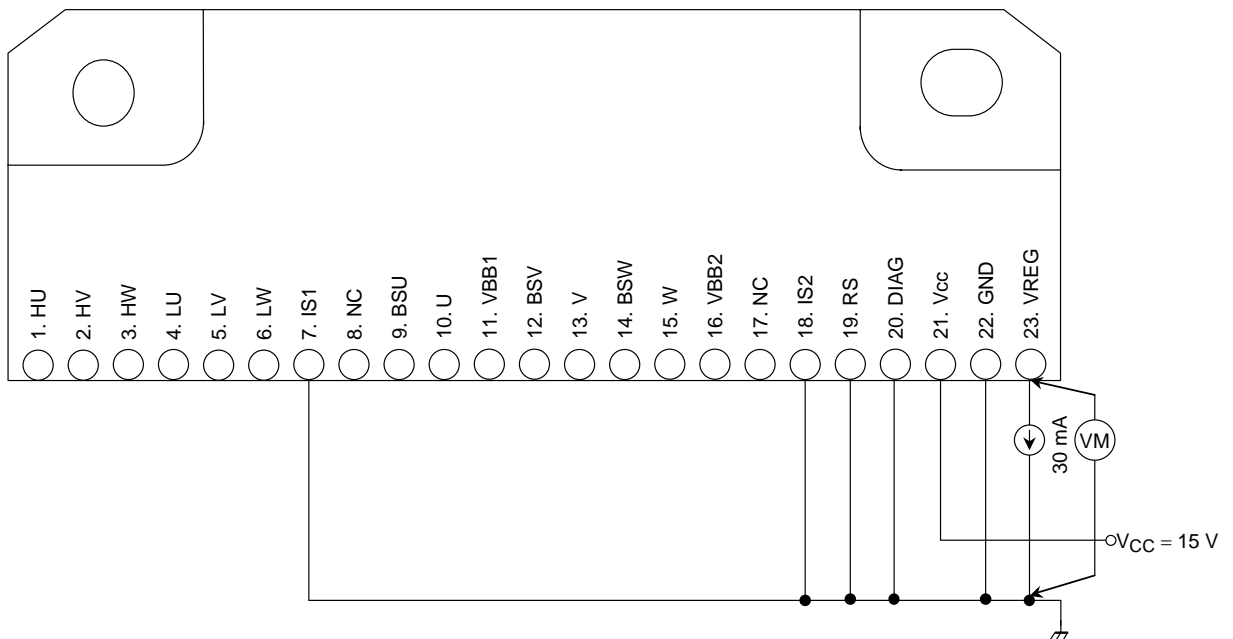 1. HU
2. HV
3. HW
4. LU
5. LV
6. LW
7. IS1
8. NC
9. BSU
10. U
11. VBB1
12. BSV
13. V
14. BSW
15. W
16. VBB2
17. NC
18. IS2
19. RS
20. DIAG
21. Vcc
22. GND
23. VREG
30 mA
VM
VCC = 15 V